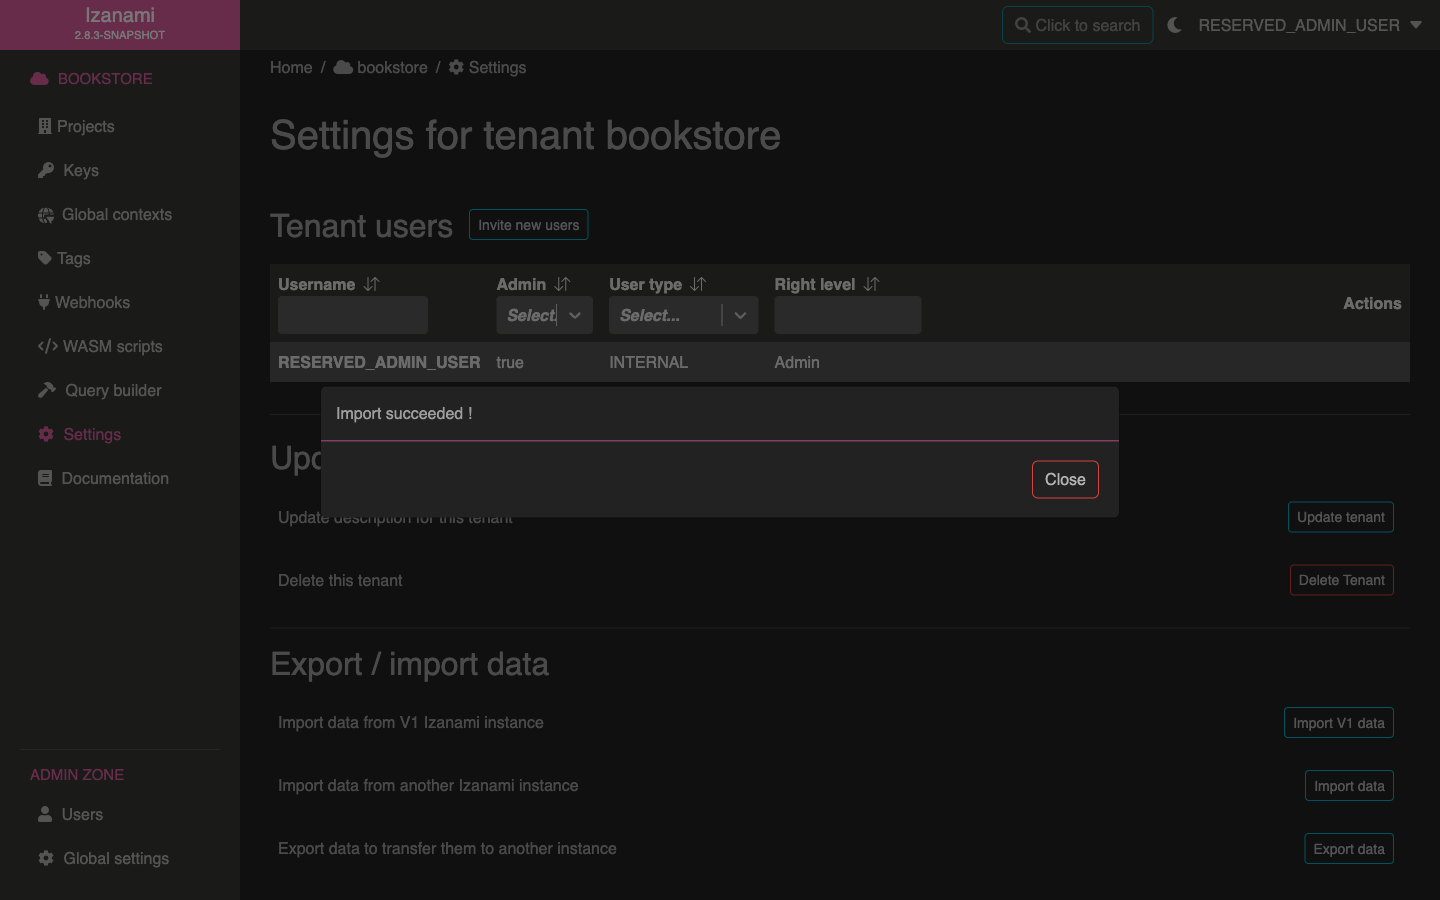 Izanami
2.8.3-SNAPSHOT
Click to search
RESERVED_ADMIN_USER
BOOKSTORE
Projects
Keys
Global contexts
Tags
Webhooks
WASM scripts
Query builder
Settings
Documentation
ADMIN ZONE
Users
Global settings
Home / bookstore / Settings
Settings for tenant bookstore
Tenant users
Invite new users
Username
Admin
User type
Right level
Actions
Select...
Select...
RESERVED_ADMIN_USER true INTERNAL Admin
Import succeeded !
Close
Update description for this tenant
Update tenant
Delete this tenant
Delete Tenant
Export / import data
Import data from V1 Izanami instance
Import V1 data
Import data from another Izanami instance
Import data
Export data to transfer them to another instance
Export data